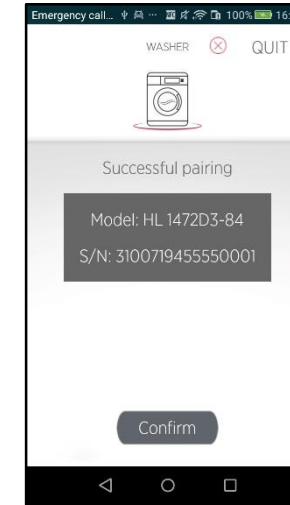 Emergency call... 100% 16:
WASHER QUIT
Successful pairing
Model: HL 1472D3-84
S/N: 3100719455550001
Confirm